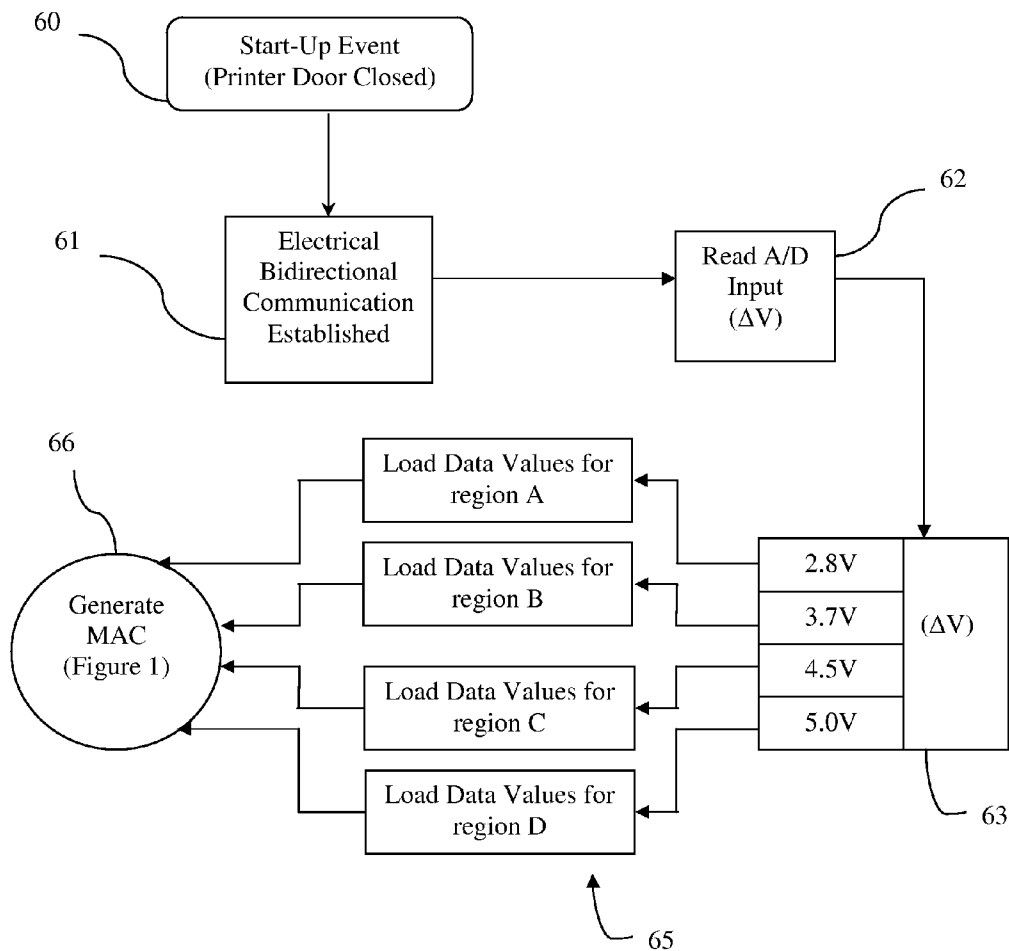 60
Start-Up Event
(Printer Door Closed)
62
61
Electrical
Bidirectional
Communication
Established
Read A/D
Input
(ΔV)
66
Load Data Values for
region A
Load Data Values for
region B
Load Data Values for
region C
Load Data Values for
region D
Generate
MAC
(Figure 1)
2.8V
3.7V
4.5V
5.0V
(ΔV)
63
65